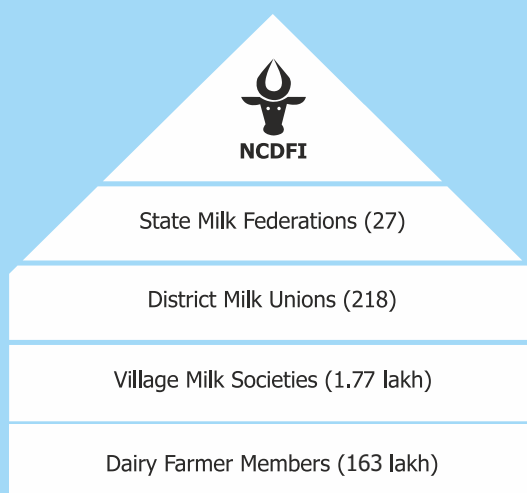 NCDFI
State Milk Federations (27)
District Milk Unions (218)
Village Milk Societies (1.77 lakh)
Dairy Farmer Members (163 lakh)